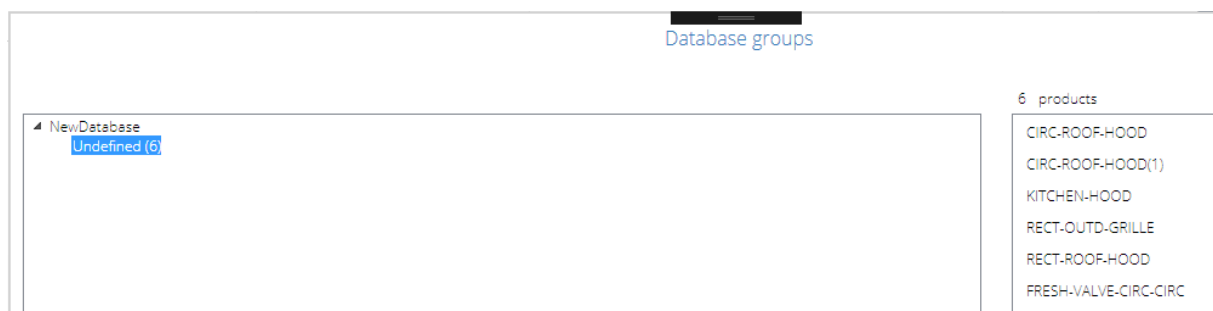 Database groups
6 products
NewDatabase
Undefined (6)
CIRC-ROOF-HOOD
CIRC-ROOF-HOOD(1)
KITCHEN-HOOD
RECT-OUTD-GRILLE
RECT-ROOF-HOOD
FRESH-VALVE-CIRC-CIRC